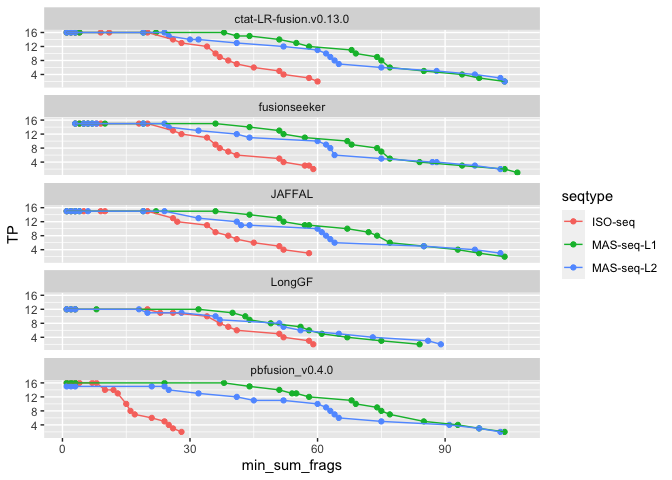 ctat-LR-fusion.v0.13.0
16
12
8
4
fusionseeker
16
12
8
4
JAFFAL
16
12
8
4
LongGF
16
12
8
4
pbfusion_v0.4.0
16
12
8
4
0 30 60 90
min_sum_frags
TP
seqtype
ISO-seq
MAS-seq-L1
MAS-seq-L2